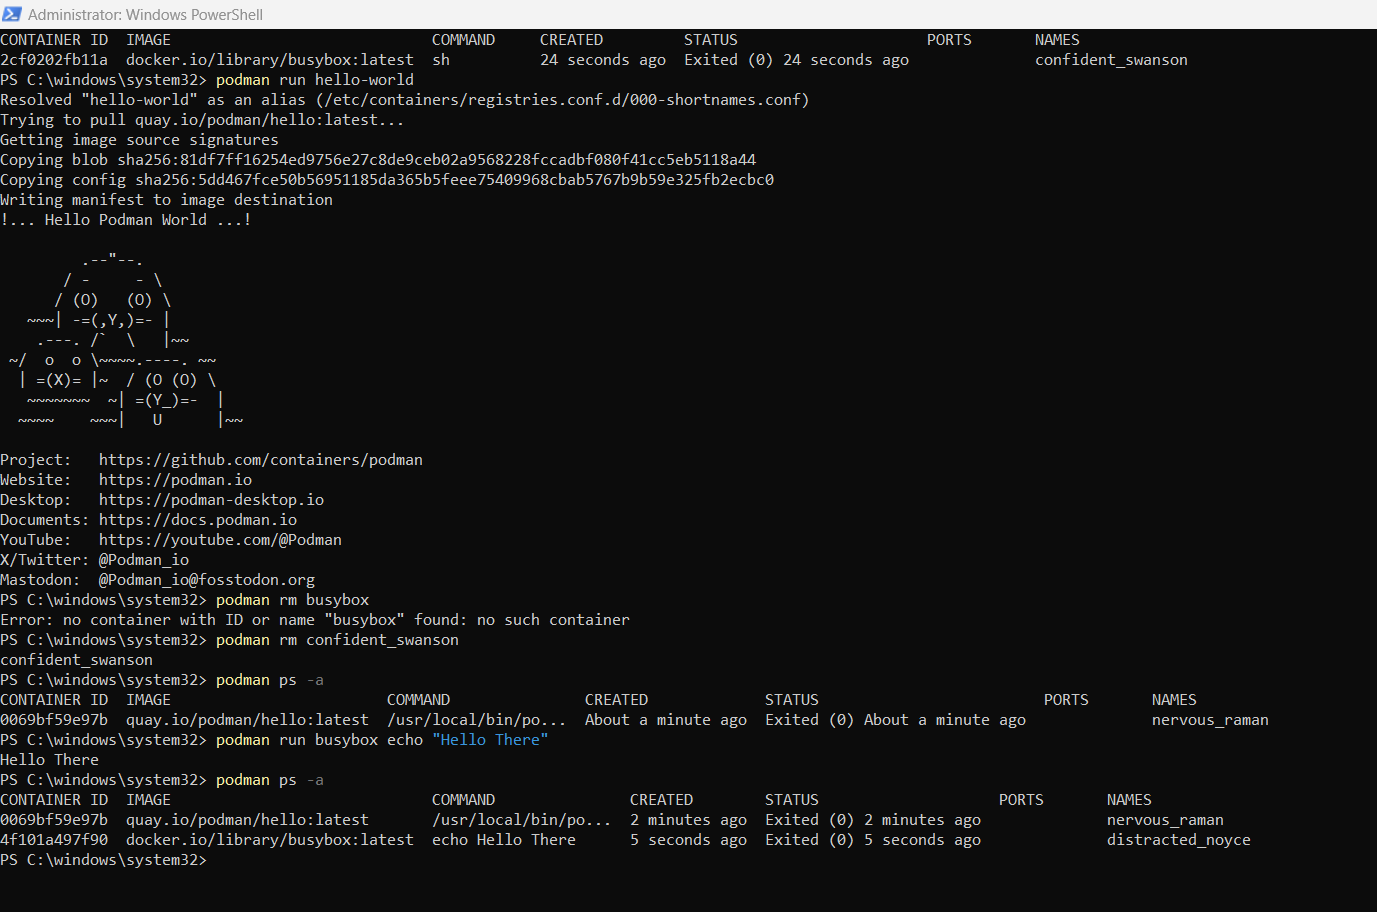 Administrator: Windows PowerShell
CONTAINER ID  IMAGE                             COMMAND     CREATED         STATUS                     PORTS       NAMES
2cf0202fb11a  docker.io/library/busybox:latest  sh          24 seconds ago  Exited (0) 24 seconds ago              confident_swanson
PS C:\windows\system32> podman run hello-world
Resolved "hello-world" as an alias (/etc/containers/registries.conf.d/000-shortnames.conf)
Trying to pull quay.io/podman/hello:latest...
Getting image source signatures
Copying blob sha256:81df7ff16254ed9756e27c8de9ceb02a9568228fccadbf080f41cc5eb5118a44
Copying config sha256:5dd467fce50b56951185da365b5feee75409968cbab5767b9b59e325fb2ecbc0
Writing manifest to image destination
!... Hello Podman World ...!

         .--"--.
       / -     - \
      / (O)   (O) \
   ~~~| -=(,Y,)=- |
    .---. /`  \   |~~
 ~/  o  o \~~~~.----. ~~
  | =(X)= |~  / (O (O) \
   ~~~~~~~  ~| =(Y_)=-  |
  ~~~~    ~~~|   U      |~~

Project:   https://github.com/containers/podman
Website:   https://podman.io
Desktop:   https://podman-desktop.io
Documents: https://docs.podman.io
YouTube:   https://youtube.com/@Podman
X/Twitter: @Podman_io
Mastodon:  @Podman_io@fosstodon.org
PS C:\windows\system32> podman rm busybox
Error: no container with ID or name "busybox" found: no such container
PS C:\windows\system32> podman rm confident_swanson
confident_swanson
PS C:\windows\system32> podman ps -a
CONTAINER ID  IMAGE                        COMMAND               CREATED             STATUS                         PORTS       NAMES
0069bf59e97b  quay.io/podman/hello:latest  /usr/local/bin/po...  About a minute ago  Exited (0) About a minute ago              nervous_raman
PS C:\windows\system32> podman run busybox echo "Hello There"
Hello There
PS C:\windows\system32> podman ps -a
CONTAINER ID  IMAGE                             COMMAND               CREATED        STATUS                    PORTS       NAMES
0069bf59e97b  quay.io/podman/hello:latest       /usr/local/bin/po...  2 minutes ago  Exited (0) 2 minutes ago              nervous_raman
4f101a497f90  docker.io/library/busybox:latest  echo Hello There      5 seconds ago  Exited (0) 5 seconds ago              distracted_noyce
PS C:\windows\system32>